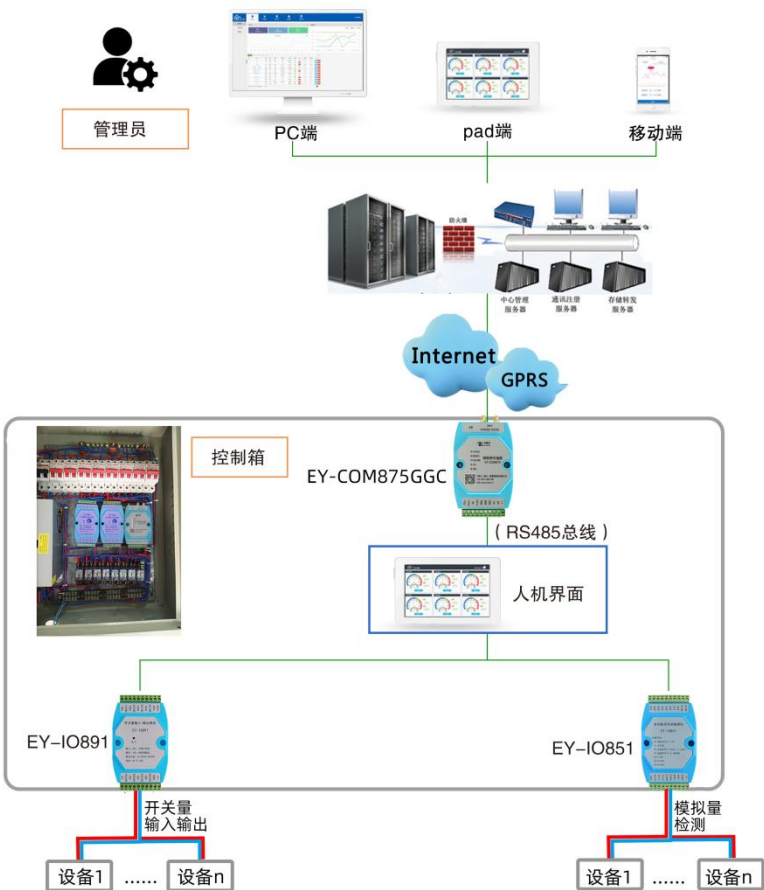 管理员
PC端
pad端
移动端
防火墙
中心管理
服务器
通讯注册
服务器
存储转发
服务器
Internet
GPRS
控制箱
EY-COM875GGC
(RS485总线)
人机界面
EY-IO891
EY-IO851
开关量
输入输出
模拟量
检测
设备1 …… 设备n
设备1 …… 设备n